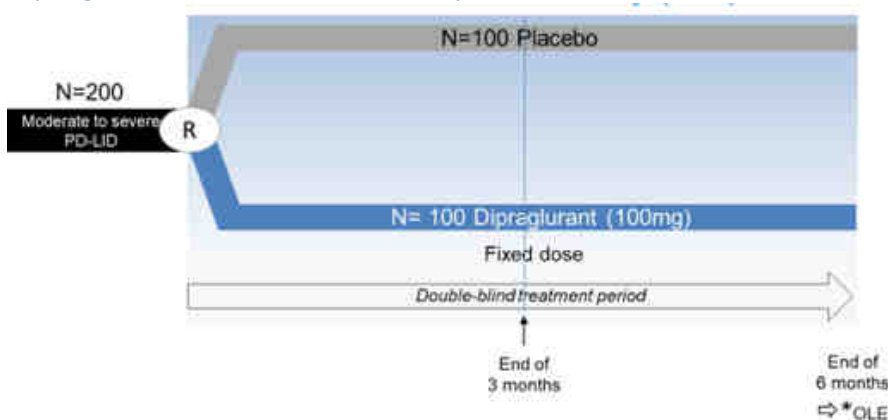 N=100 Placebo
N=200
Moderate to severe
PD-LID
R
N= 100 Dipraglurant (100mg)
Fixed dose
Double-blind treatment period
End of
3 months
End of
6 months
⇨*OLE